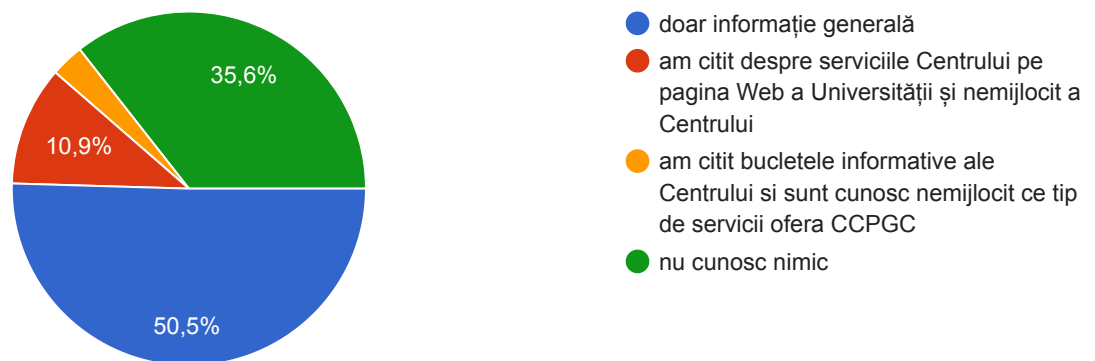 35,6%
10,9%
50,5%
doar informație generală
am citit despre serviciile Centrului pe
pagina Web a Universității și nemijlocit a
Centrului
am citit bucletele informative ale
Centrului si sunt cunosc nemijlocit ce tip
de servicii ofera CCPGC
nu cunosc nimic